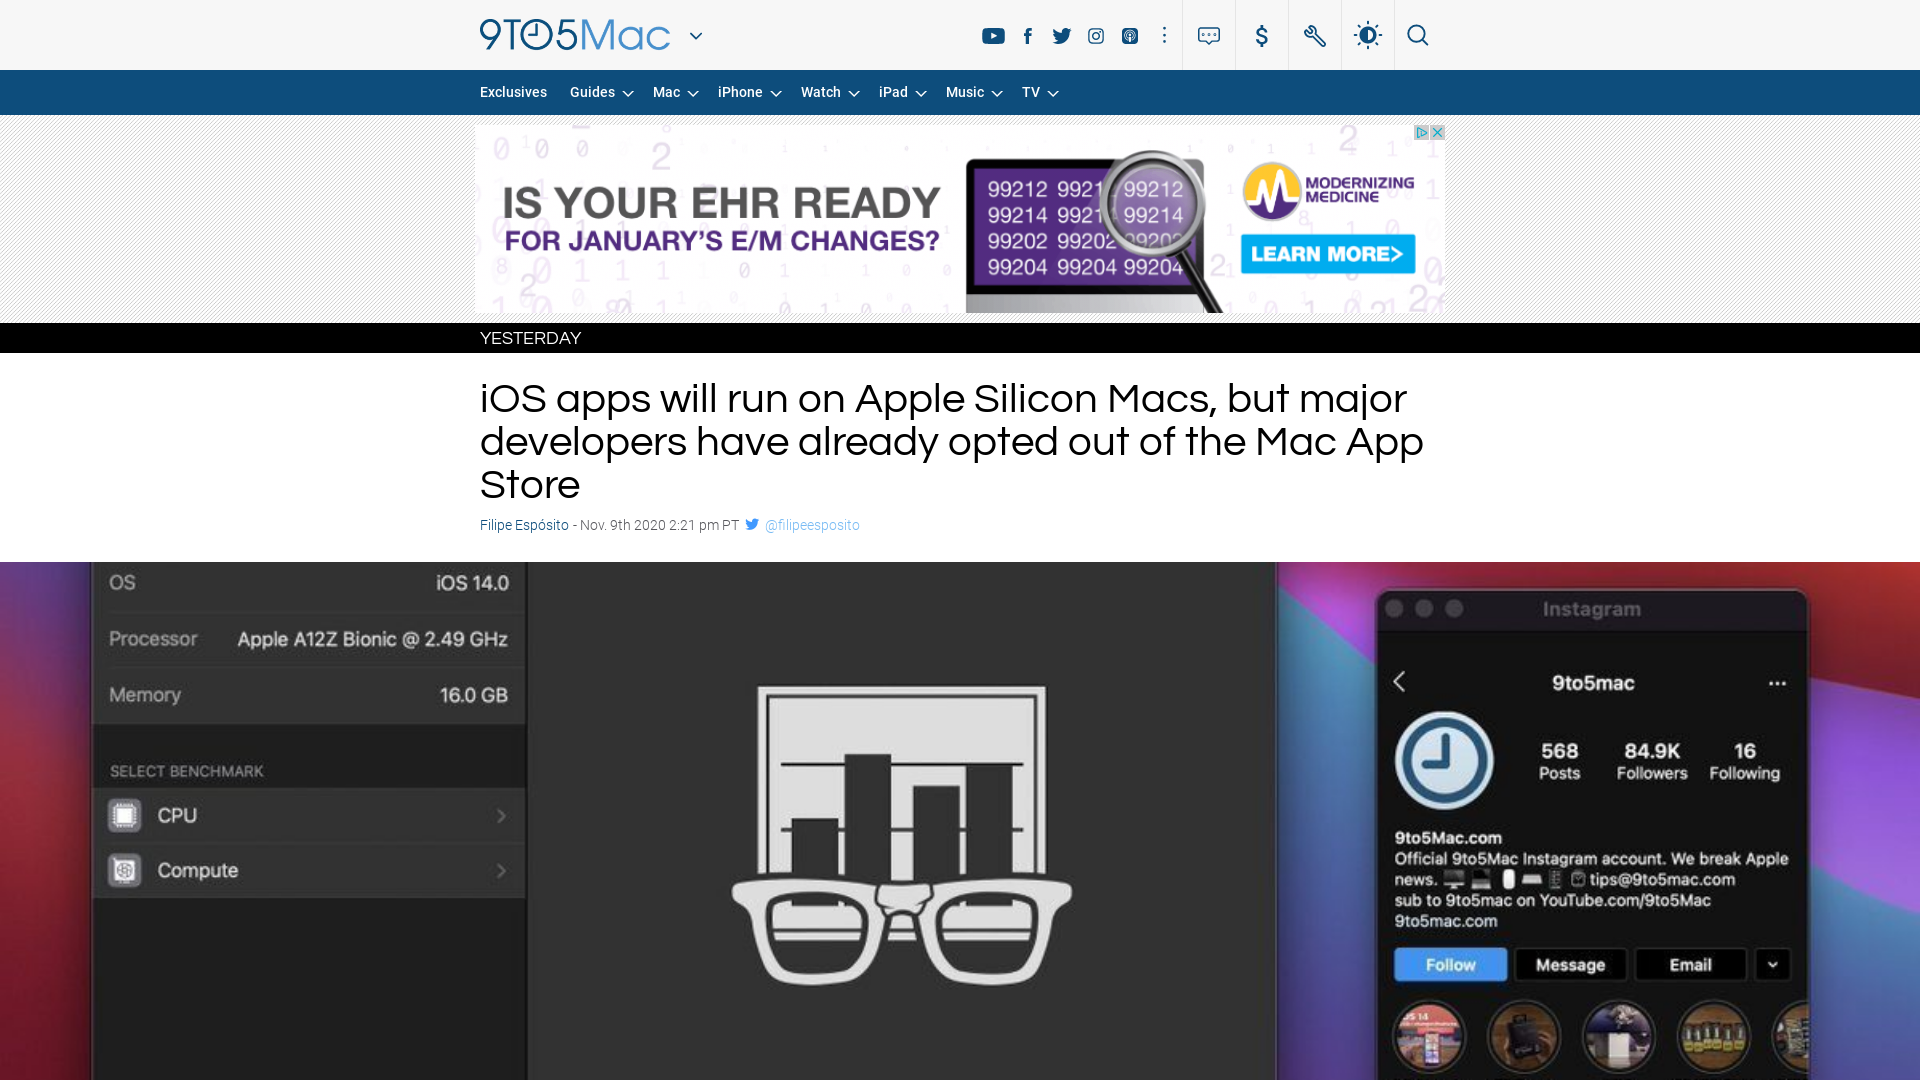 9TO5Mac
Exclusives Guides Mac iPhone Watch iPad Music TV
IS YOUR EHR READY
FOR JANUARY'S E/M CHANGES?
99212 9921 99212
99214 9921 99214
99202 99202 99202
99204 99204 99204
MODERNIZING
MEDICINE
LEARN MORE>
YESTERDAY
iOS apps will run on Apple Silicon Macs, but major
developers have already opted out of the Mac App
Store
Filipe Espósito - Nov. 9th 2020 2:21 pm PT @filipeesposito
OS iOS 14.0
Processor Apple A12Z Bionic @ 2.49 GHz
Memory 16.0 GB
SELECT BENCHMARK
CPU
Compute
Instagram
9to5mac
568 84.9K 16
Posts Followers Following
9to5Mac.com
Official 9to5Mac Instagram account. We break Apple
news. tips@9to5mac.com
sub to 9to5mac on YouTube.com/9to5Mac
9to5mac.com
Follow Message Email